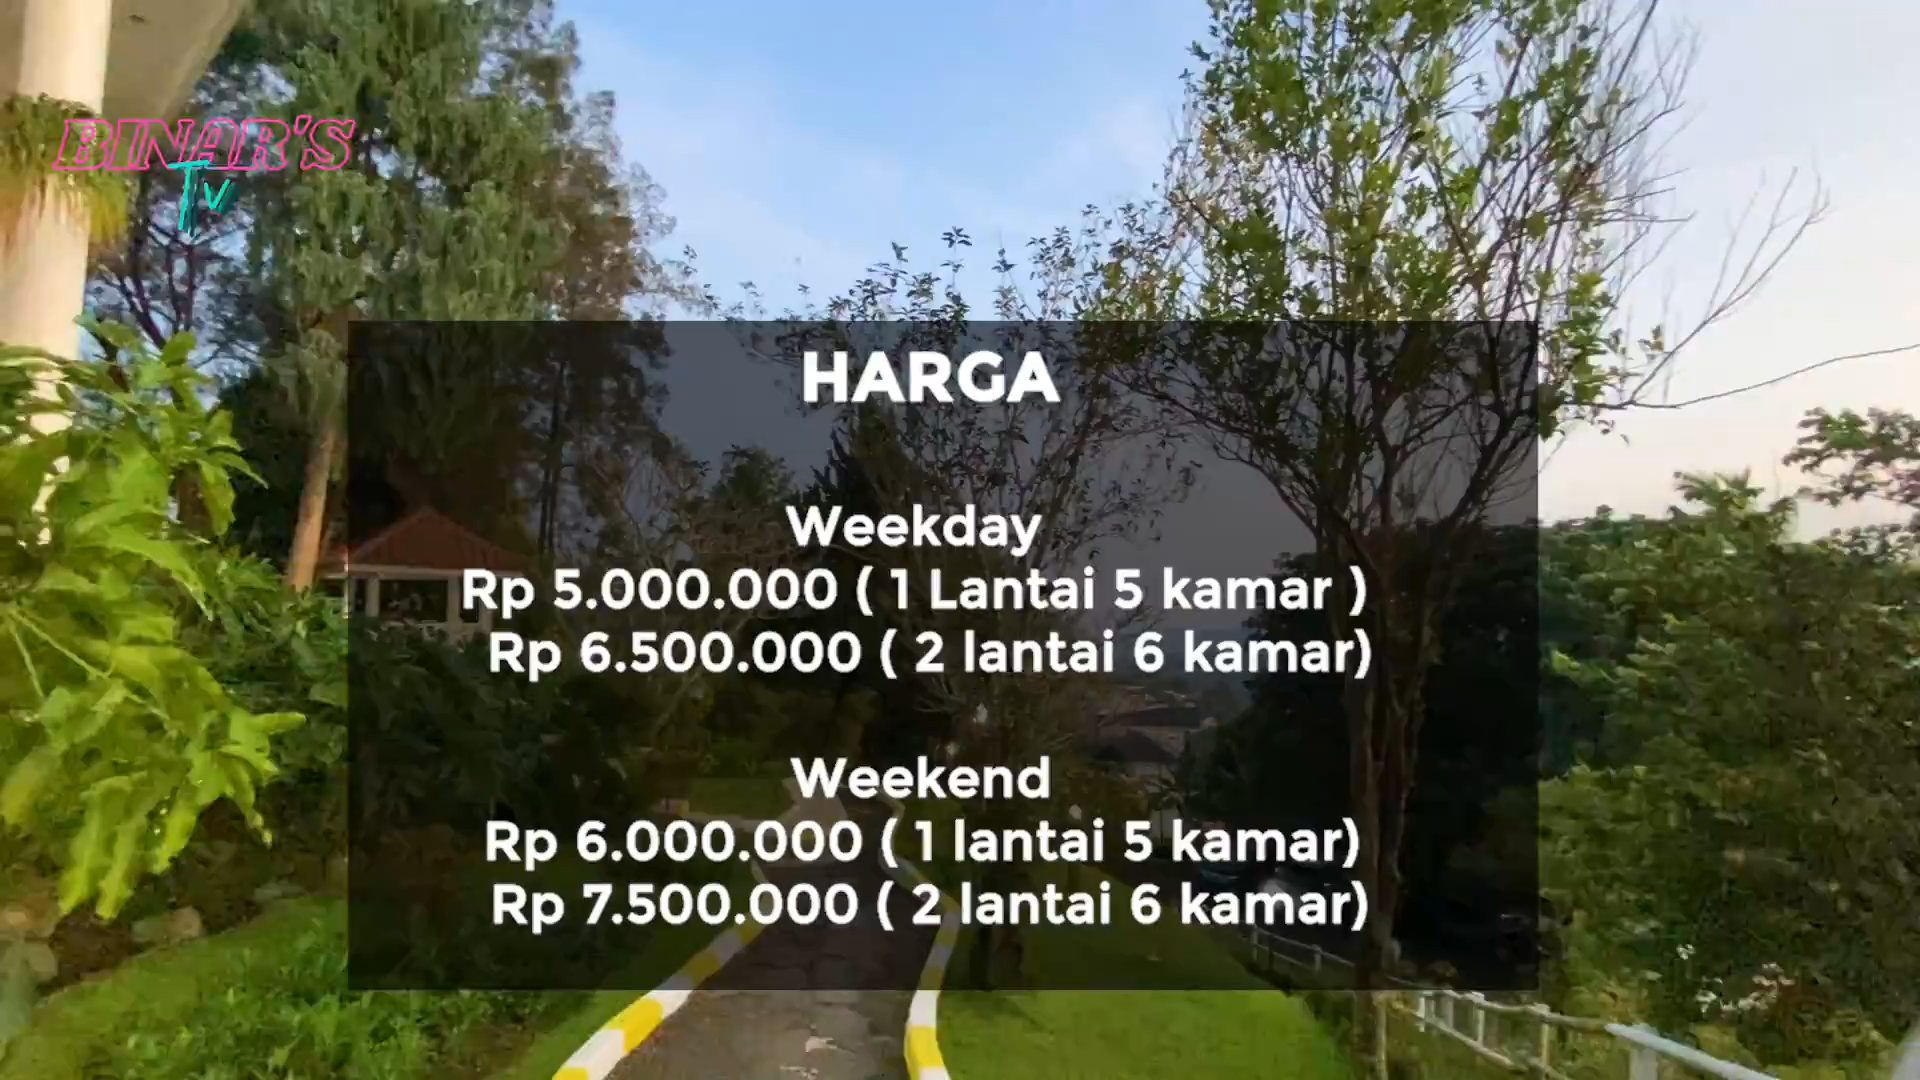 BINAR'S
Tv
HARGA
Weekday
Rp 5.000.000 ( 1 Lantai 5 kamar )
Rp 6.500.000 ( 2 lantai 6 kamar)
Weekend
Rp 6.000.000 ( 1 lantai 5 kamar)
Rp 7.500.000 ( 2 lantai 6 kamar)